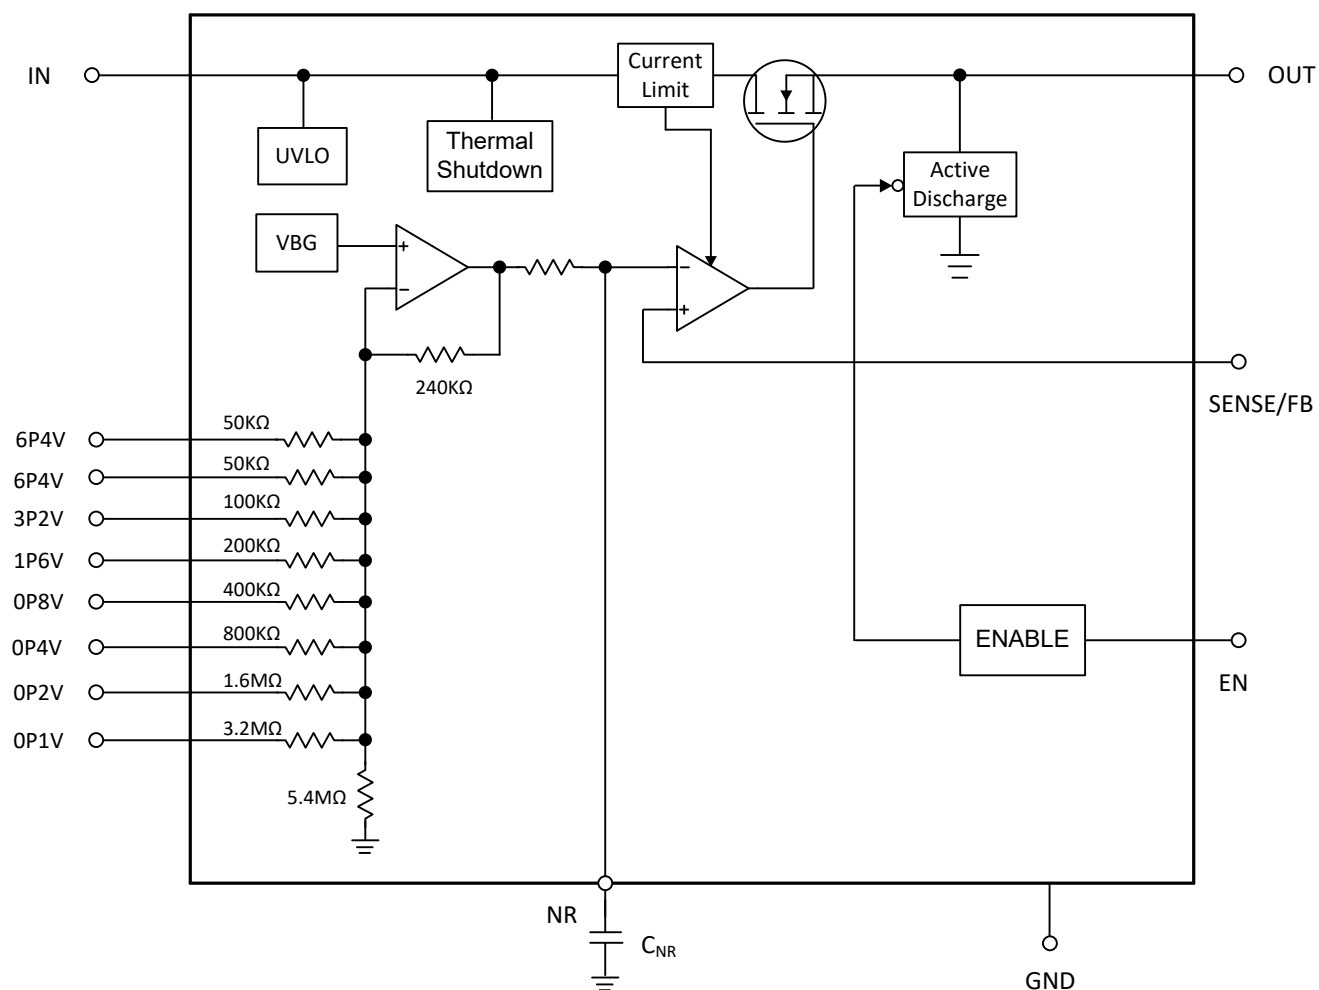 IN
Current
Limit
OUT
UVLO
Thermal
Shutdown
Active
Discharge
VBG
+
−
−
+
240KΩ
SENSE/FB
6P4V
50KΩ
6P4V
50KΩ
3P2V
100KΩ
1P6V
200KΩ
0P8V
400KΩ
0P4V
800KΩ
0P2V
1.6MΩ
0P1V
3.2MΩ
ENABLE
EN
5.4MΩ
NR
CNR
GND